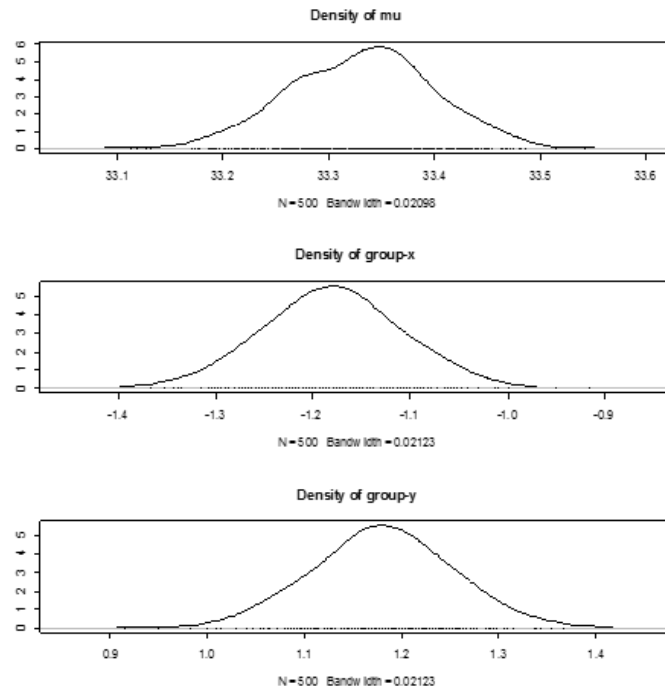 Density of mu
6
5
4
3
2
1
0
33.1 33.2 33.3 33.4 33.5 33.6
N = 500 Bandwidth = 0.02098
Density of group-x
5
4
3
2
1
0
-1.4 -1.3 -1.2 -1.1 -1.0 -0.9
N = 500 Bandwidth = 0.02123
Density of group-y
5
4
3
2
1
0
0.9 1.0 1.1 1.2 1.3 1.4
N = 500 Bandwidth = 0.02123